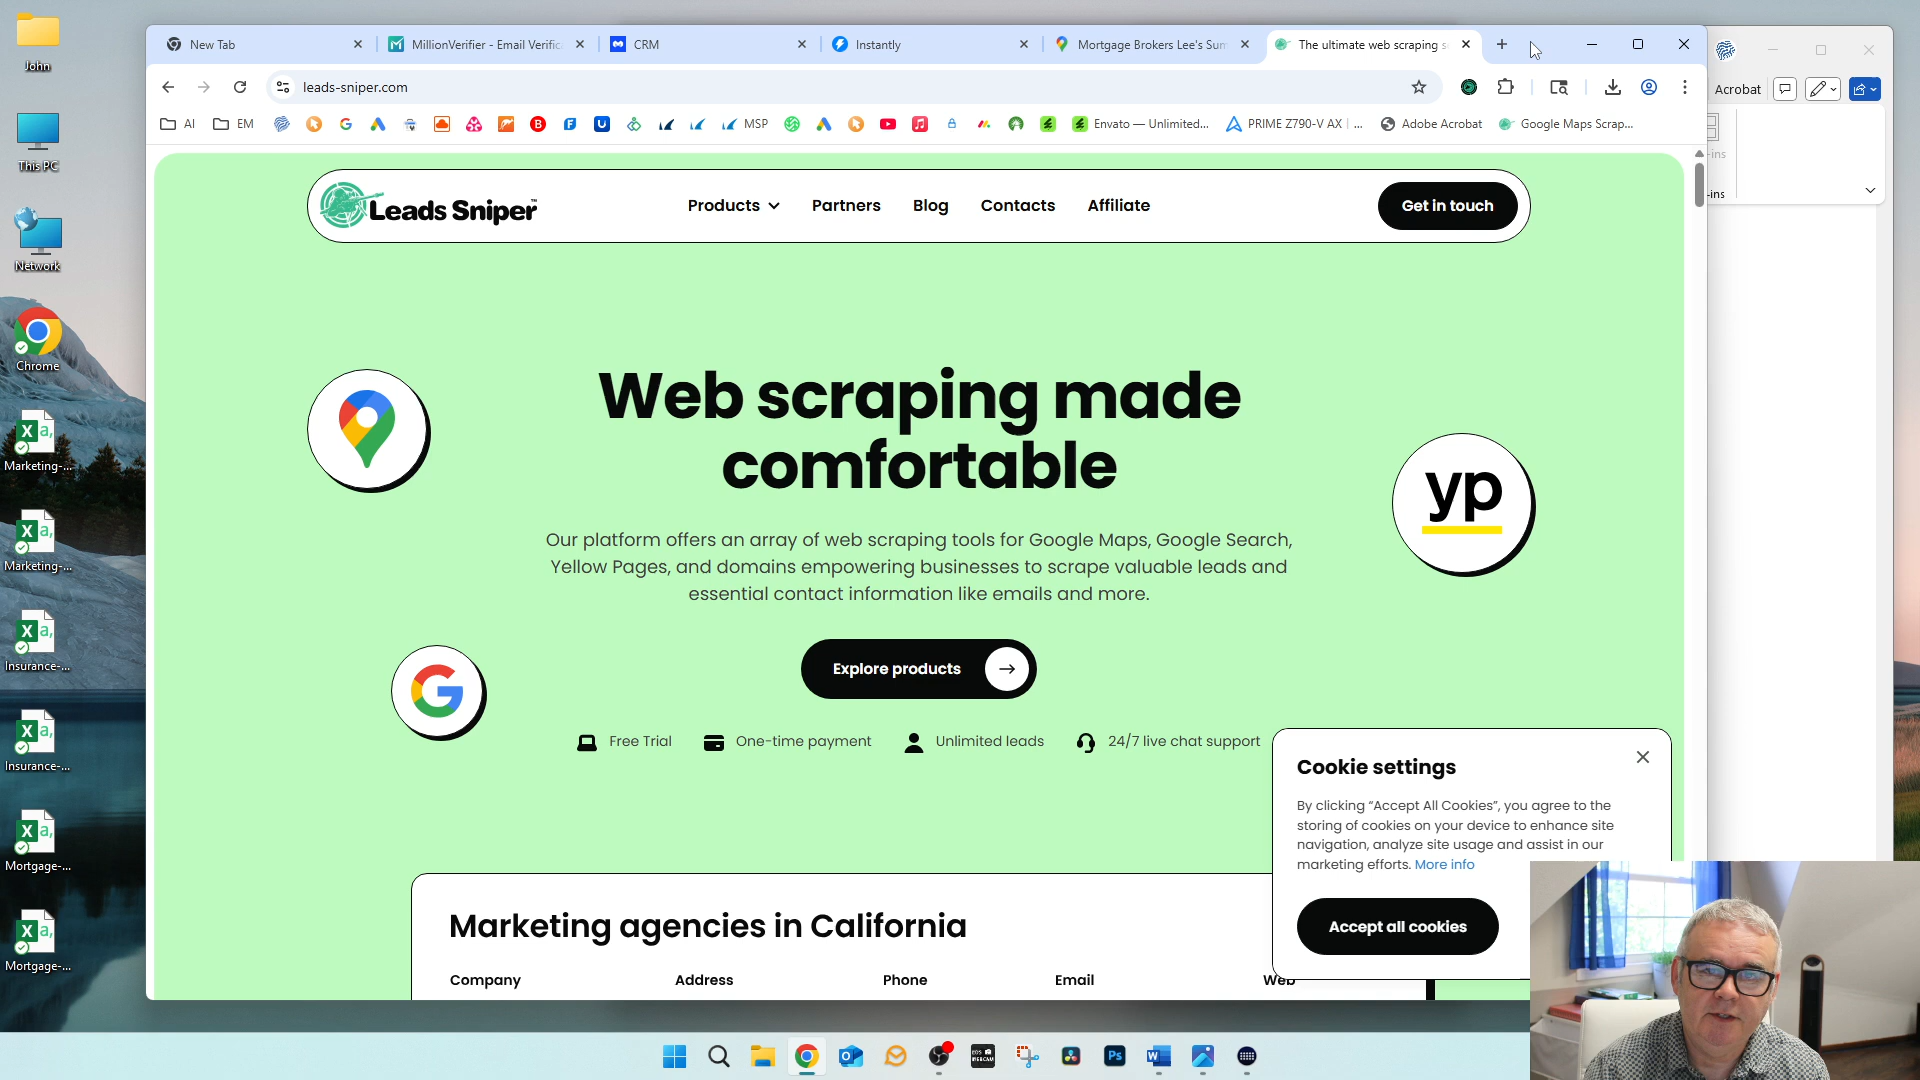 John
This PC
Network
Chrome
Marketing-...
Marketing-...
Insurance-...
Insurance-...
Mortgage-...
Mortgage-...
New Tab
MillionVerifier - Email Verific
CRM
Instantly
Mortgage Brokers Lee's Sum
The ultimate web scraping s
leads-sniper.com
AI
EM
MSP
Envato — Unlimited...
PRIME Z790-V AX | ...
Adobe Acrobat
Google Maps Scrap...
Acrobat
-ins
-ins
Leads Sniper™
Products
Partners
Blog
Contacts
Affiliate
Get in touch
Web scraping made
comfortable
Our platform offers an array of web scraping tools for Google Maps, Google Search,
Yellow Pages, and domains empowering businesses to scrape valuable leads and
essential contact information like emails and more.
yp
G
Explore products
Free Trial
One-time payment
Unlimited leads
24/7 live chat support
Cookie settings
By clicking “Accept All Cookies”, you agree to the
storing of cookies on your device to enhance site
navigation, analyze site usage and assist in our
marketing efforts. More info
Accept all cookies
Marketing agencies in California
Company
Address
Phone
Email
Web
EOS
WEBCAM
Ps
W